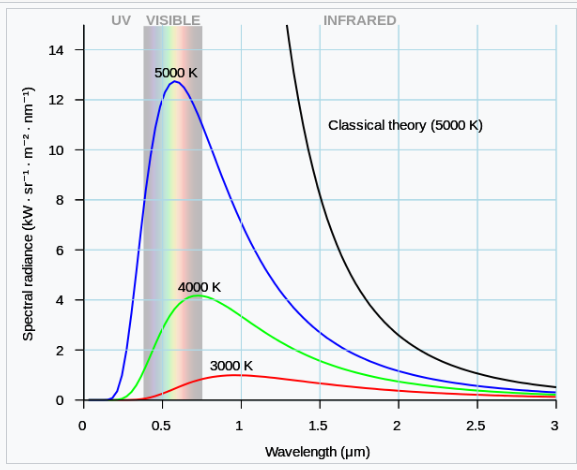 UV VISIBLE INFRARED
14
12
10
8
6
4
2
0
Spectral radiance (kW · sr⁻¹ · m⁻² · nm⁻¹)
5000 K
Classical theory (5000 K)
4000 K
3000 K
0 0.5 1 1.5 2 2.5 3
Wavelength (μm)